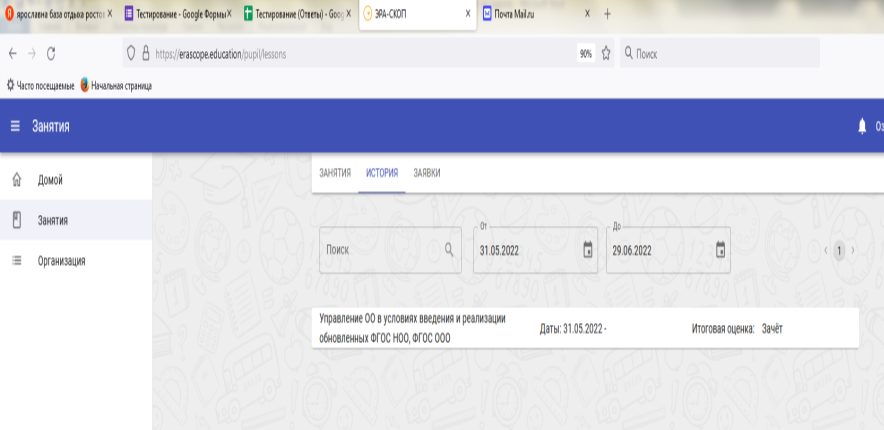 ярославна база отдыха росто
Тестирование - Google Формы
Тестирование (Ответы) - Goo
ЭРА-СКОП
Почта Mail.ru
https://erascope.education/pupil/lessons
90%
Поиск
Часто посещаемые
Начальная страница
Занятия
Оз
Домой
Занятия
Организация
ЗАНЯТИЯ ИСТОРИЯ ЗАЯВКИ
Поиск
От
31.05.2022
До
29.06.2022
1
Управление ОО в условиях введения и реализации
обновленных ФГОС НОО, ФГОС ООО
Даты: 31.05.2022 -
Итоговая оценка: Зачёт